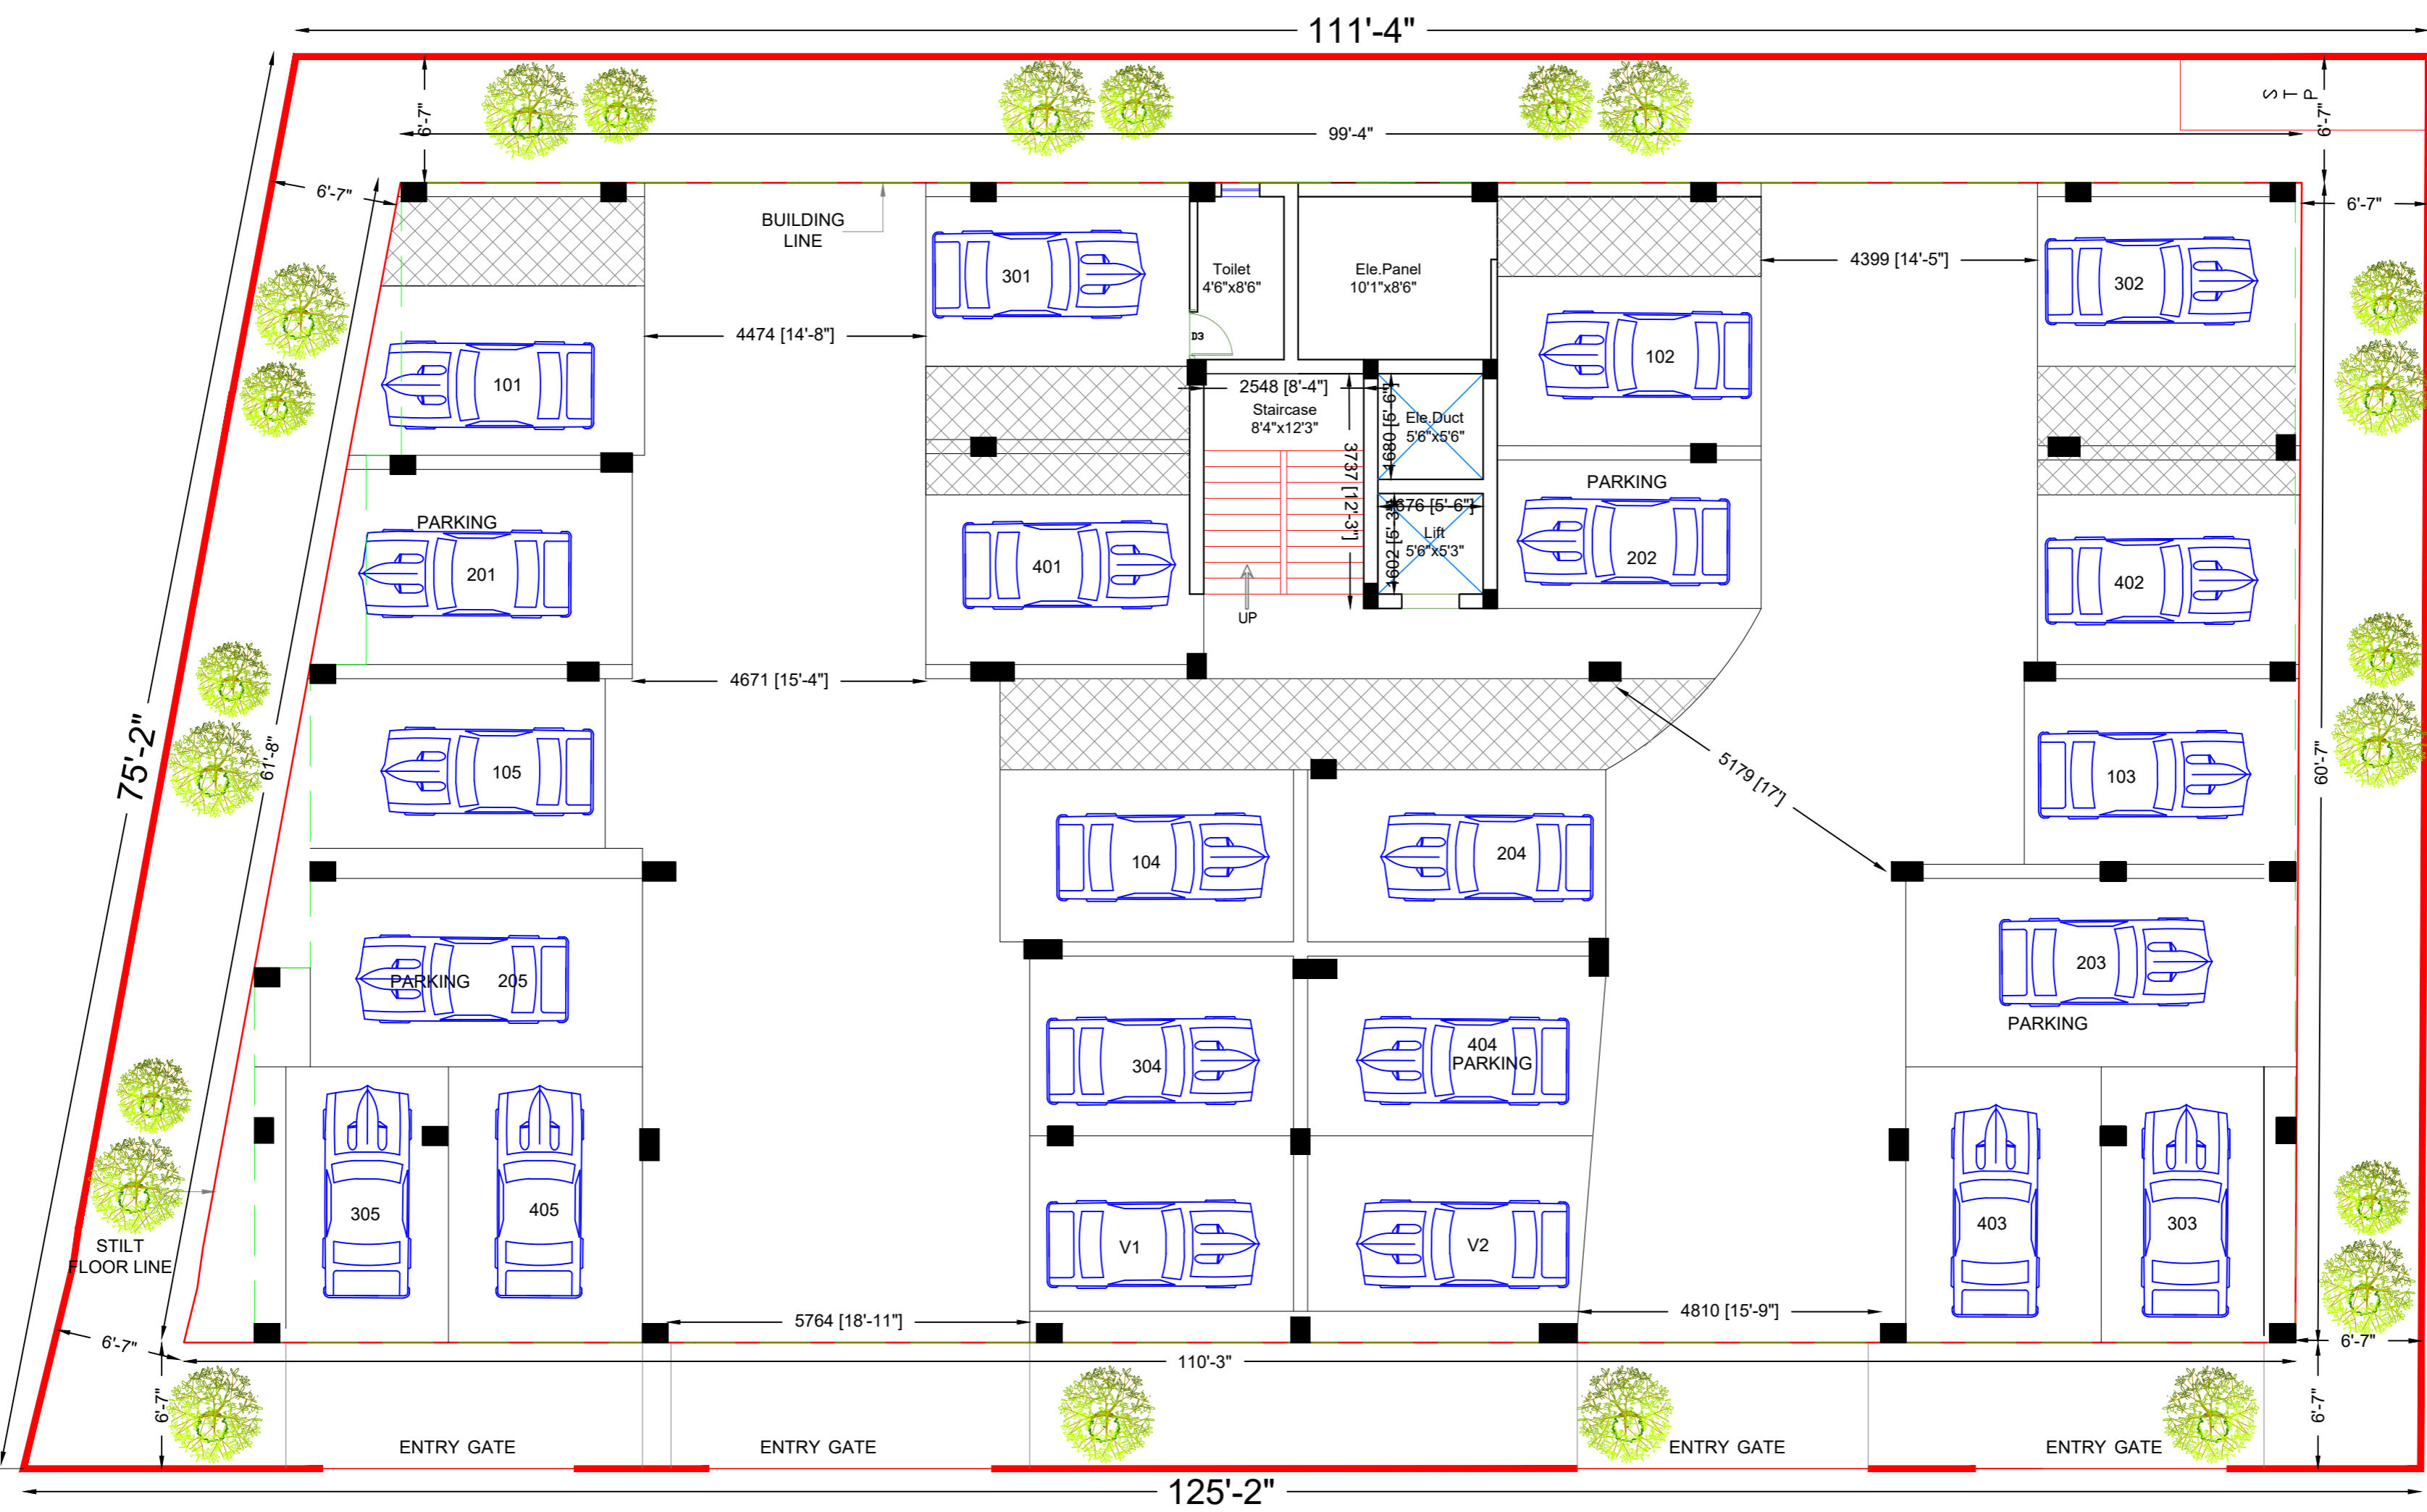 111'-4"
S T P
6'-7"
6'-7"
99'-4"
6'-7"
6'-7"
BUILDING
LINE
4399 [14'-5"]
301
Toilet
4'6"x8'6"
Ele.Panel
10'1"x8'6"
302
4474 [14'-8"]
D3
102
101
2548 [8'-4"]
Staircase
8'4"x12'3"
1680 [5'-6"]
Ele.Duct
5'6"x5'6"
3737 [12'-3"]
PARKING
PARKING
1676 [5'-6"]
Lift
5'6"x5'3"
1602 [5'-3"]
201
401
202
402
UP
4671 [15'-4"]
75'-2"
61'-8"
105
5179 [17']
103
60'-7"
104
204
PARKING
205
203
PARKING
304
404
PARKING
305
405
V1
V2
403
303
STILT
FLOOR LINE
5764 [18'-11"]
4810 [15'-9"]
6'-7"
6'-7"
110'-3"
6'-7"
6'-7"
ENTRY GATE
ENTRY GATE
ENTRY GATE
ENTRY GATE
125'-2"